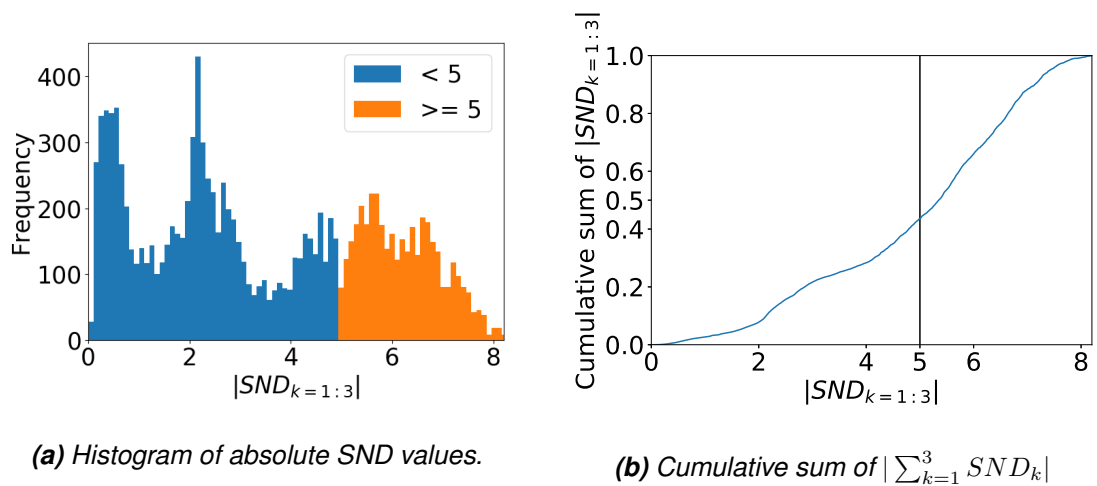 Frequency
400
300
200
100
0
0 2 4 6 8
|SND_{k=1:3}|
< 5
>= 5
(a) Histogram of absolute SND values.
Cumulative sum of |SND_{k=1:3}|
1.0
0.8
0.6
0.5
0.4
0.2
0.0
0 2 4 5 6 8
|SND_{k=1:3}|
(b) Cumulative sum of |∑_{k=1}^{3} SND_k|